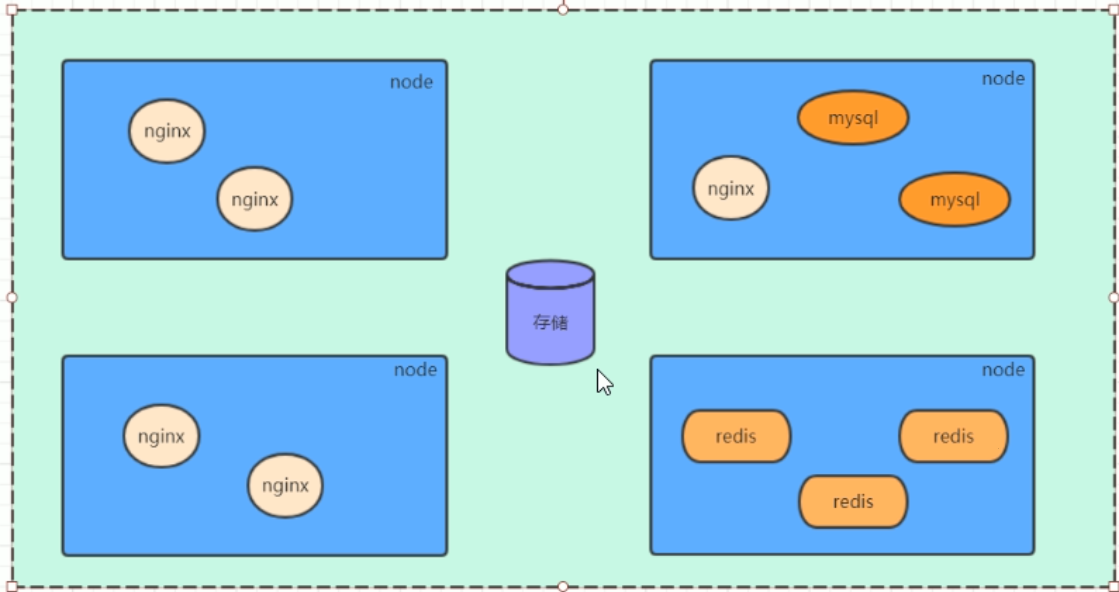 node
nginx
nginx
node
mysql
nginx
mysql
存储
node
nginx
nginx
node
redis
redis
redis